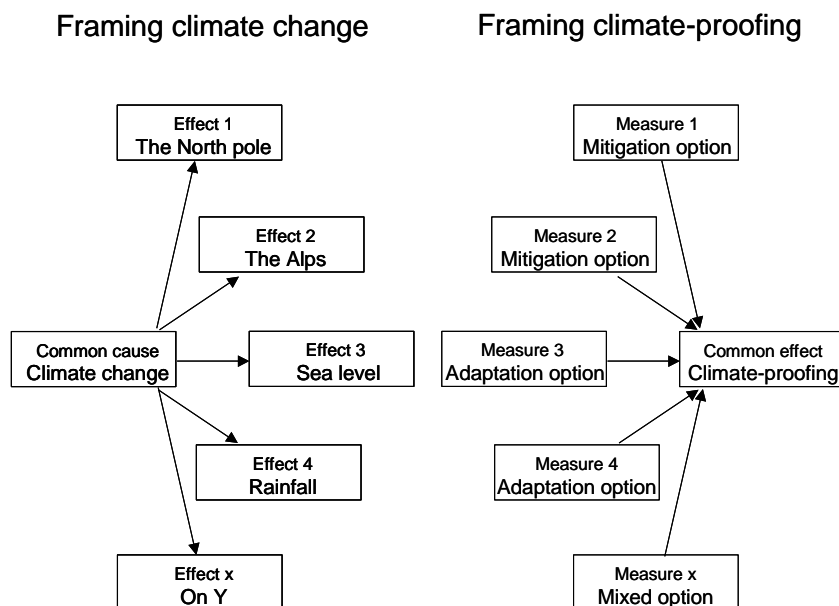 Framing climate change
Effect 1
The North pole
Effect 2
The Alps
Common cause
Climate change
Effect 3
Sea level
Effect 4
Rainfall
Effect x
On Y
Framing climate-proofing
Measure 1
Mitigation option
Measure 2
Mitigation option
Measure 3
Adaptation option
Common effect
Climate-proofing
Measure 4
Adaptation option
Measure x
Mixed option